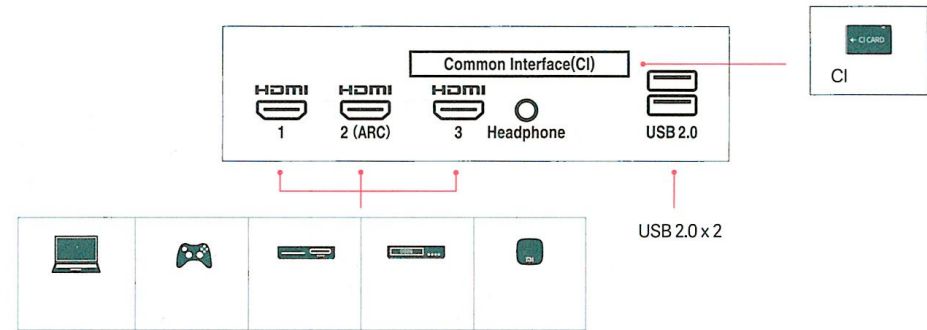 ← CI CARD
CI
Common Interface(CI)
HDMI HDMI HDMI
1 2 (ARC) 3 Headphone USB 2.0
USB 2.0 x 2